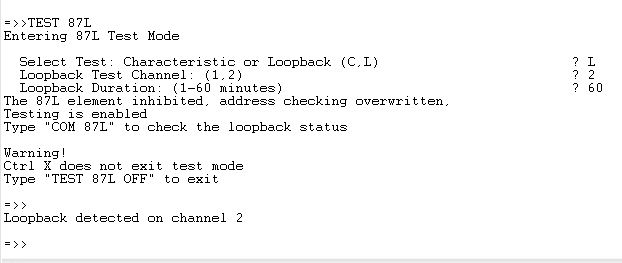 =>>TEST 87L
Entering 87L Test Mode
Select Test: Characteristic or Loopback (C,L) ? L
Loopback Test Channel: (1,2) ? 2
Loopback Duration: (1-60 minutes) ? 60
The 87L element inhibited, address checking overwritten,
Testing is enabled
Type "COM 87L" to check the loopback status
Warning!
Ctrl X does not exit test mode
Type "TEST 87L OFF" to exit
=>>
Loopback detected on channel 2
=>>